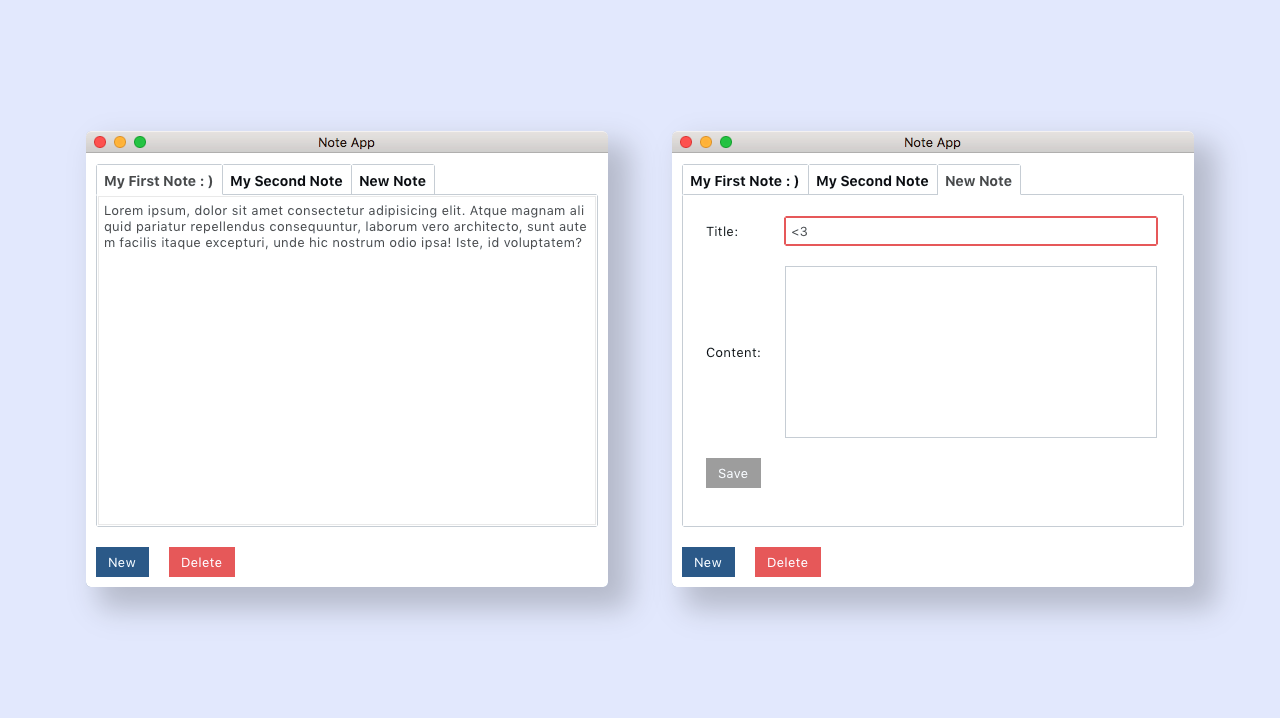 Note App
My First Note : )
My Second Note
New Note
Lorem ipsum, dolor sit amet consectetur adipisicing elit. Atque magnam ali
quid pariatur repellendus consequuntur, laborum vero architecto, sunt aute
m facilis itaque excepturi, unde hic nostrum odio ipsa! Iste, id voluptatem?
New
Delete
Note App
My First Note : )
My Second Note
New Note
Title:
<3
Content:
Save
New
Delete